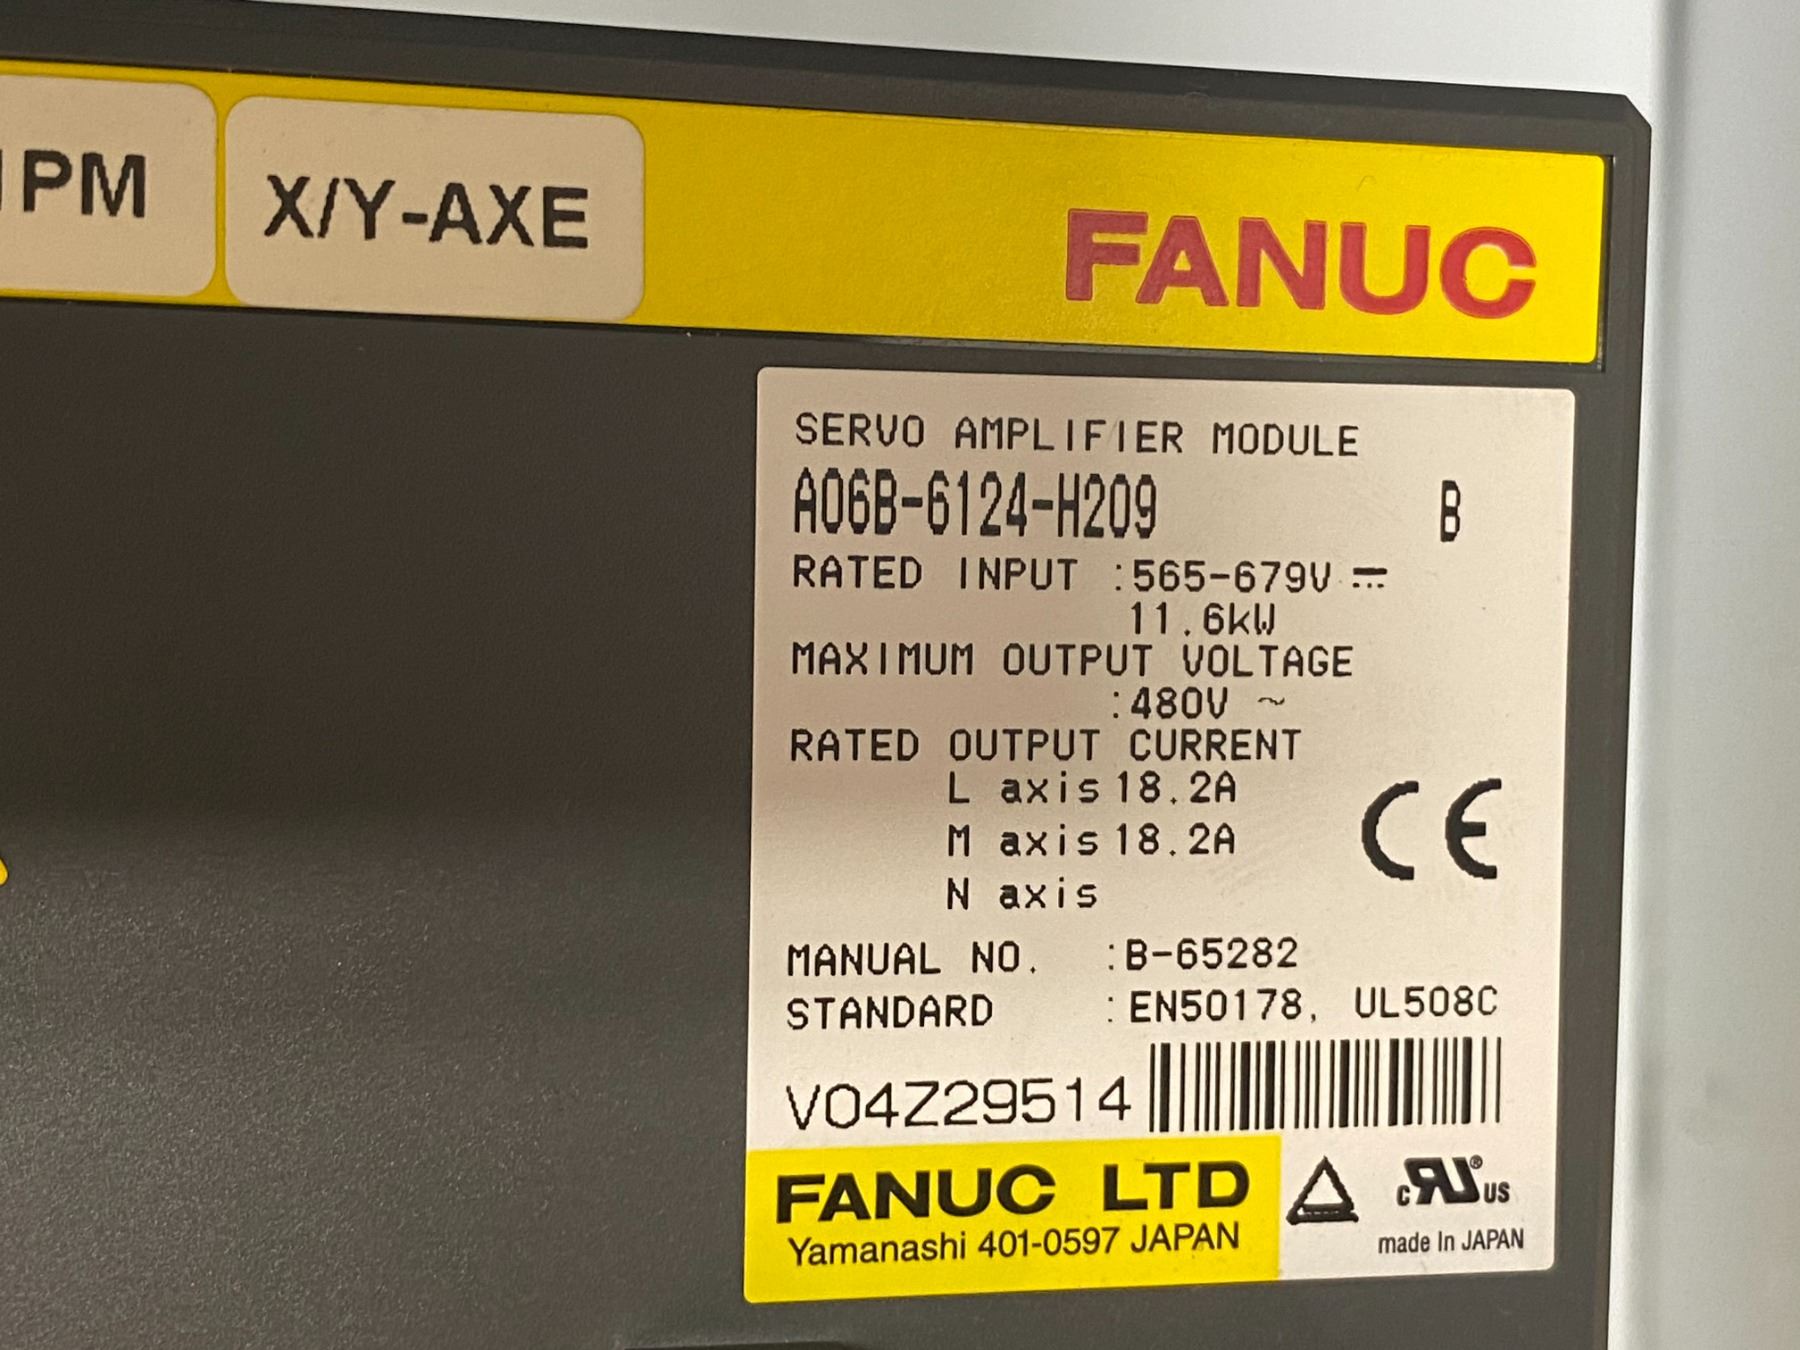 1PM
X/Y-AXE
FANUC
SERVO AMPLIFIER MODULE
A06B-6124-H209 B
RATED INPUT :565-679V ⎓
11.6kW
MAXIMUM OUTPUT VOLTAGE
:480V ~
RATED OUTPUT CURRENT
L axis 18.2A
M axis 18.2A
N axis
CE
MANUAL NO. :B-65282
STANDARD :EN50178, UL508C
V04Z29514
FANUC LTD
Yamanashi 401-0597 JAPAN
c RU ® US
made In JAPAN